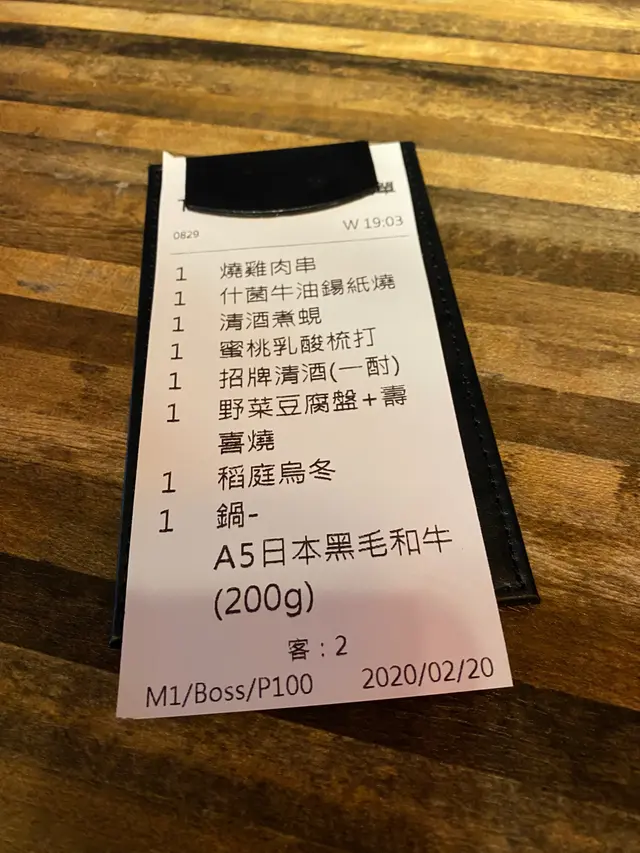 單
0829 W 19:03
1 燒雞肉串
1 什菌牛油錫紙燒
1 清酒煮蜆
1 蜜桃乳酸梳打
1 招牌清酒(一酎)
1 野菜豆腐盤+壽
喜燒
1 稻庭烏冬
1 鍋-
A5日本黑毛和牛
(200g)
客：2
M1/Boss/P100 2020/02/20